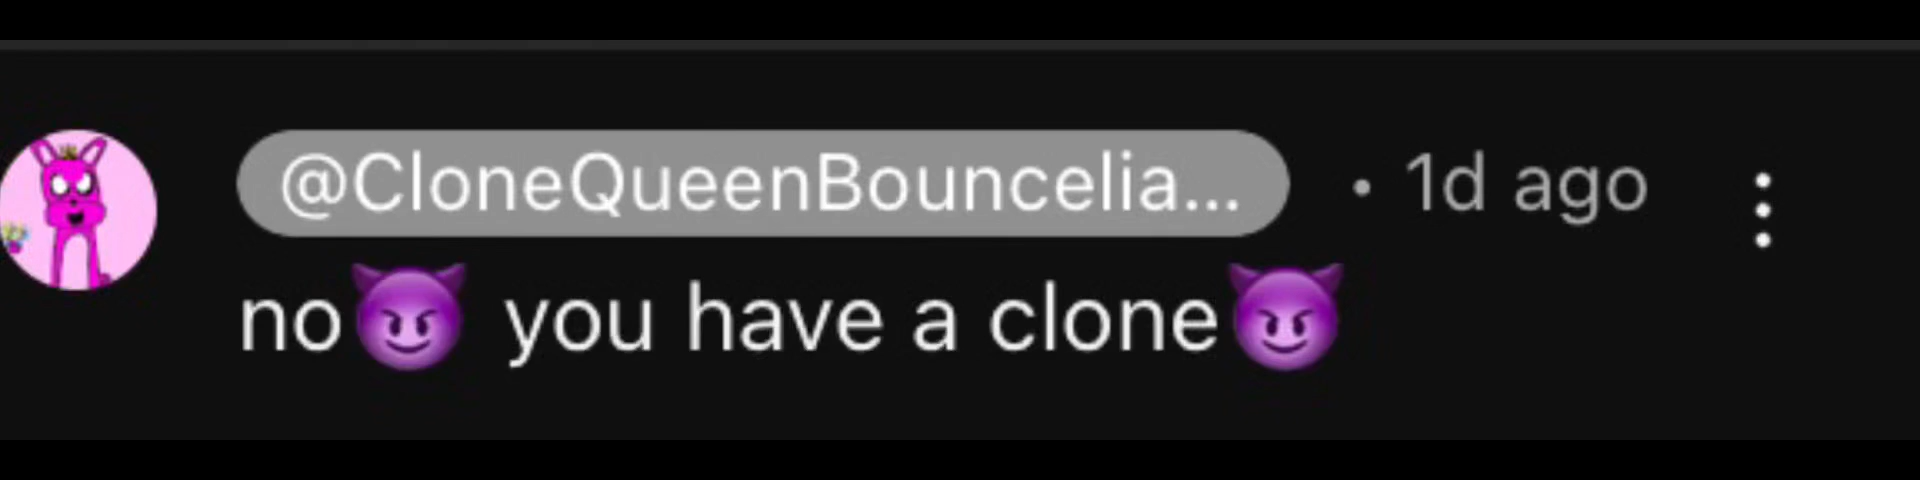 @CloneQueenBouncelia... • 1d ago
no😈 you have a clone😈